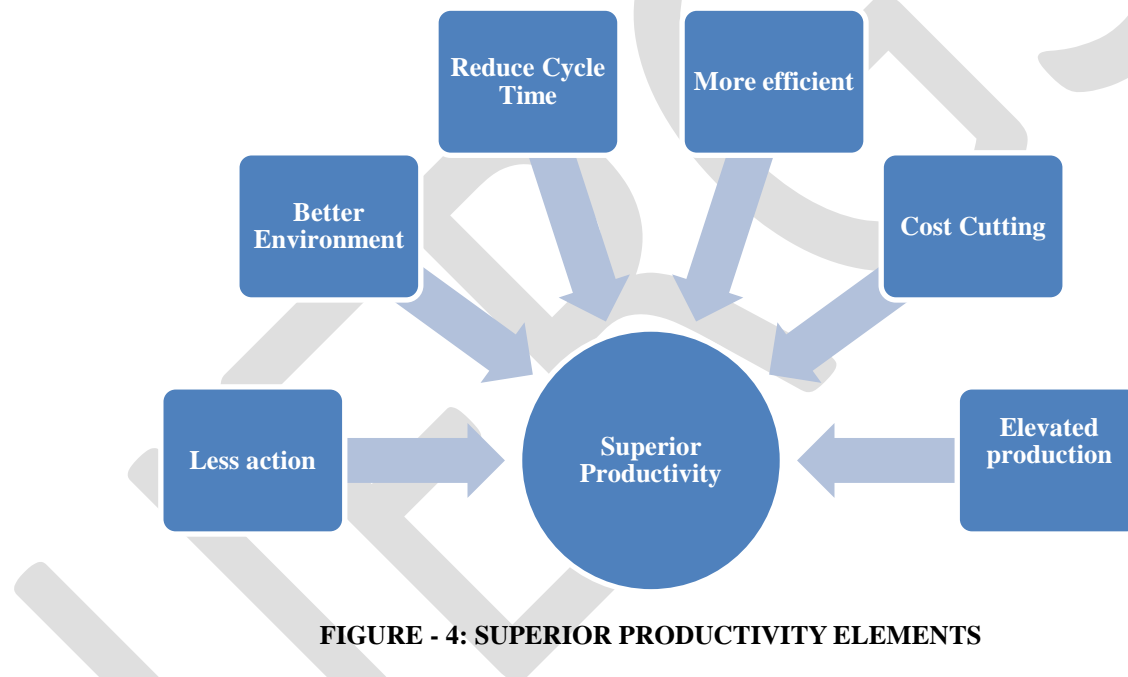 Reduce Cycle
Time
More efficient
Better
Environment
Cost Cutting
Less action
Superior
Productivity
Elevated
production
FIGURE - 4: SUPERIOR PRODUCTIVITY ELEMENTS